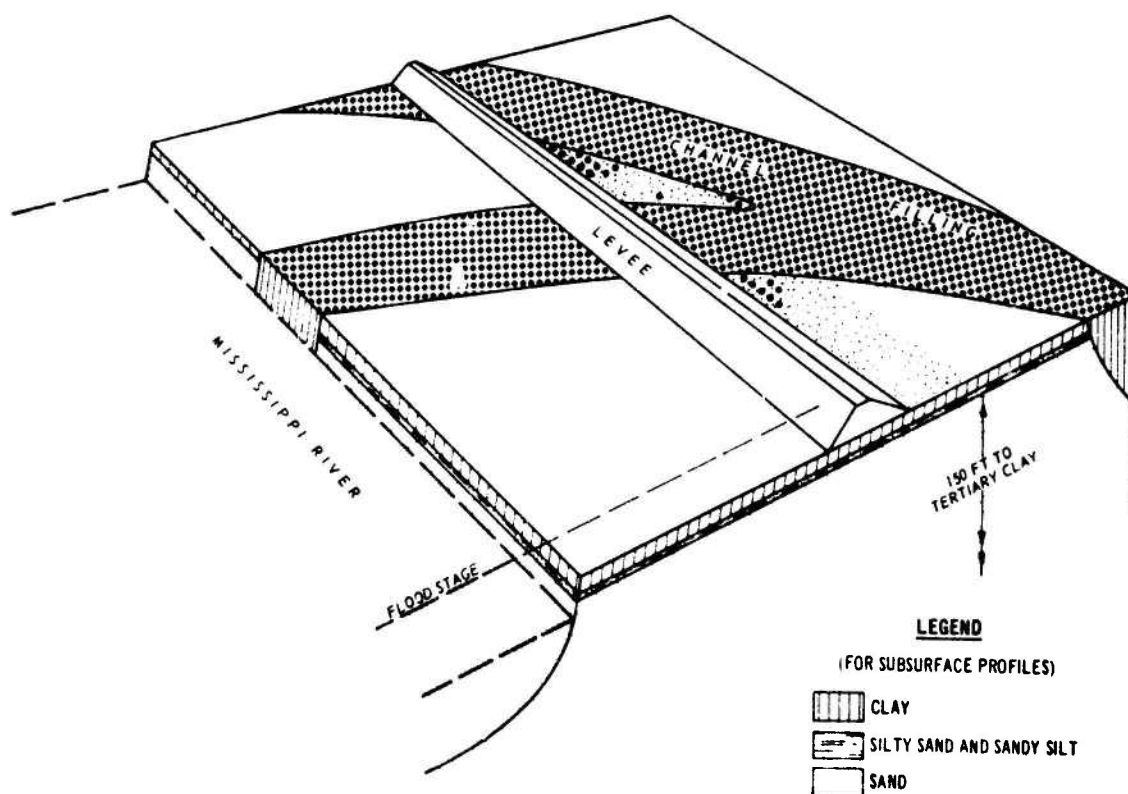 CHANNEL
FILLING
LEVEE
MISSISSIPPI RIVER
FLOOD STAGE
150 FT TO
TERTIARY CLAY
LEGEND
(FOR SUBSURFACE PROFILES)
CLAY
SILTY SAND AND SANDY SILT
SAND